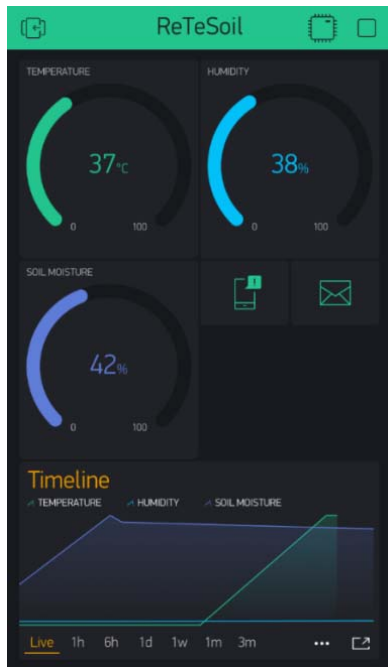 ReTeSoil
TEMPERATURE HUMIDITY
37°C 38%
0 100 0 100
SOIL MOISTURE
42%
0 100
Timeline
TEMPERATURE HUMIDITY SOIL MOISTURE
Live 1h 6h 1d 1w 1m 3m